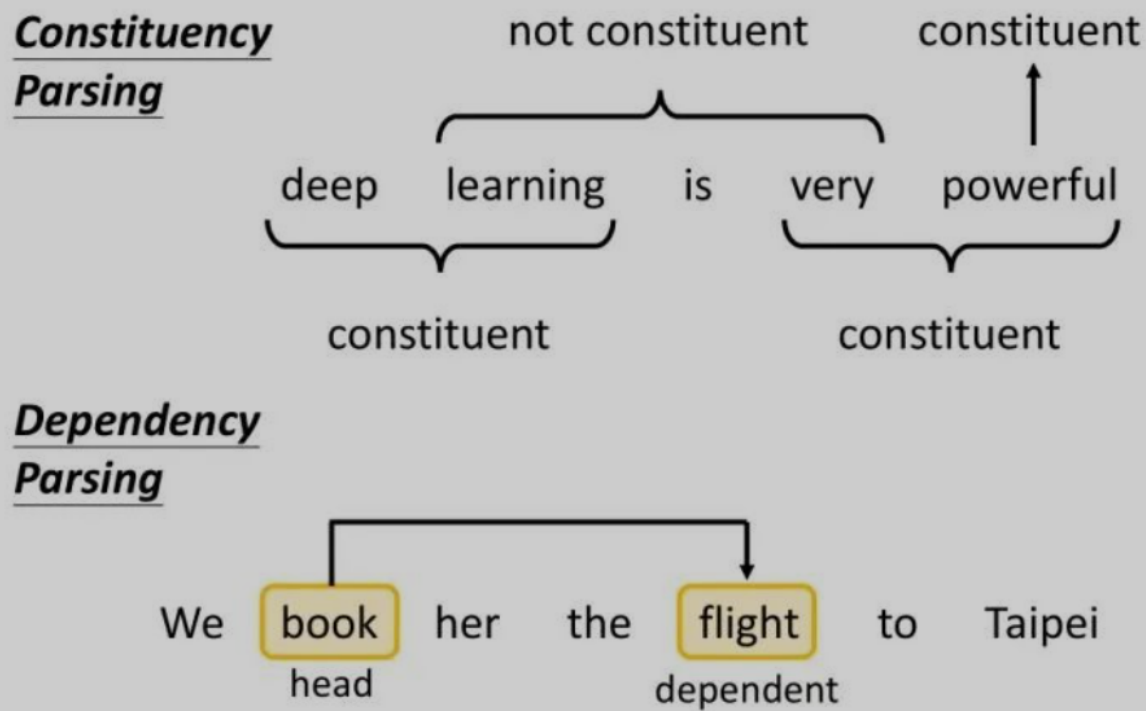 Constituency
Parsing
not constituent constituent
deep learning is very powerful
constituent constituent
Dependency
Parsing
We book her the flight to Taipei
head dependent